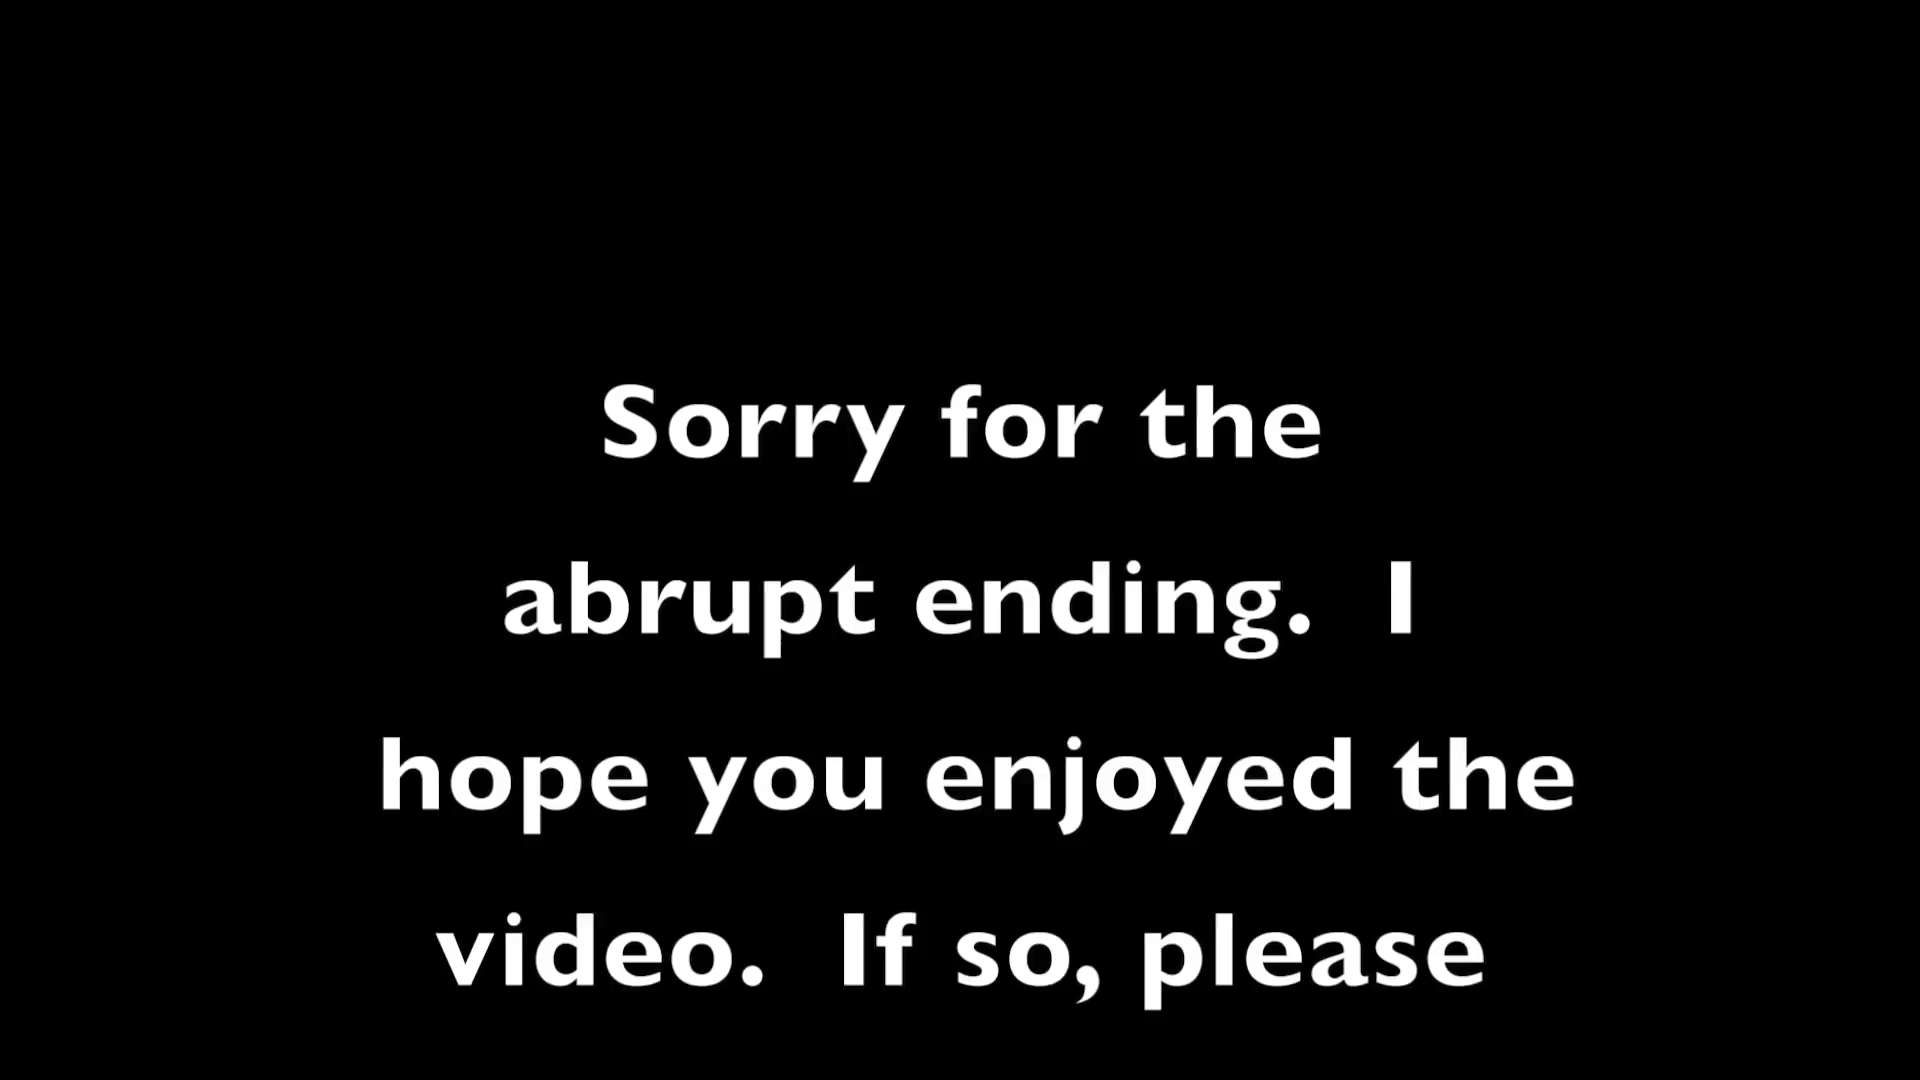 Sorry for the
abrupt ending.  I
hope you enjoyed the
video.  If so, please